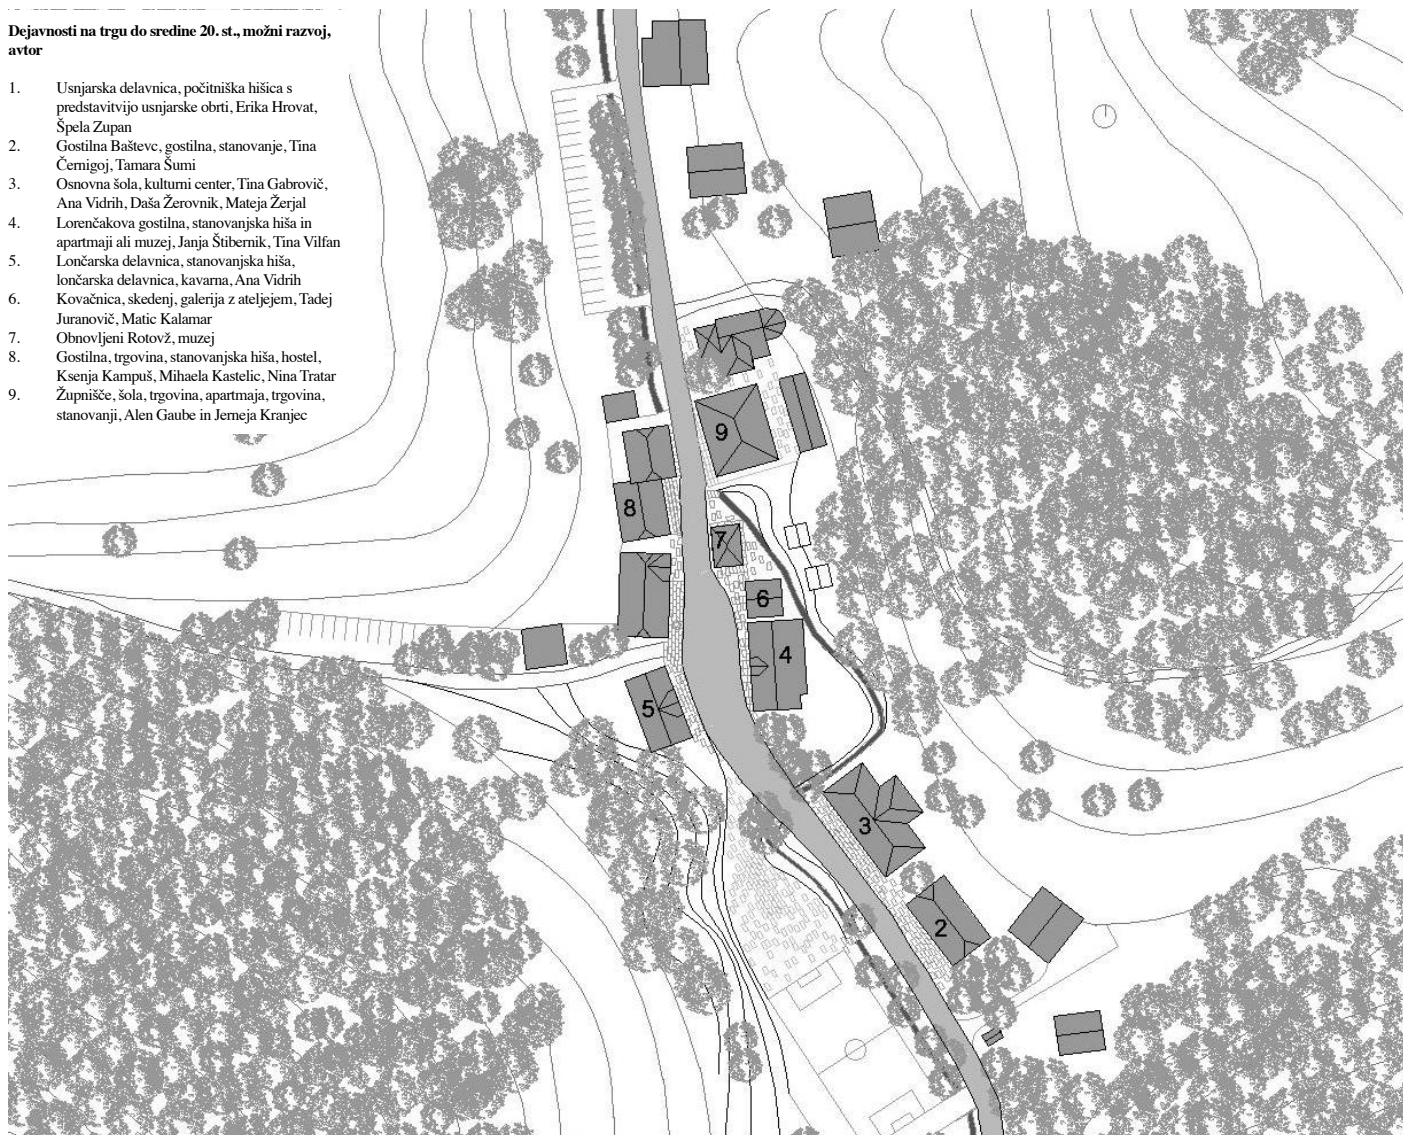 Dejavnosti na trgu do sredine 20. st., možni razvoj,
avtor
1. Usnjarska delavnica, počitniška hišica s
predstavitvijo usnjarske obrti, Erika Hrovat,
Špela Zupan
2. Gostilna Baštevc, gostilna, stanovanje, Tina
Černigoj, Tamara Šumi
3. Osnovna šola, kulturni center, Tina Gabrovič,
Ana Vidrih, Daša Žerovnik, Mateja Žerjal
4. Lorenčakova gostilna, stanovanjska hiša in
apartmaji ali muzej, Janja Štibernik, Tina Vilfan
5. Lončarska delavnica, stanovanjska hiša,
lončarska delavnica, kavarna, Ana Vidrih
6. Kovačnica, skedenj, galerija z ateljejem, Tadej
Juranovič, Matic Kalamar
7. Obnovljeni Rotovž, muzej
8. Gostilna, trgovina, stanovanjska hiša, hostel,
Ksenja Kampuš, Mihaela Kastelic, Nina Tratar
9. Župnišče, šola, trgovina, apartmaja, trgovina,
stanovanji, Alen Gaube in Jerneja Kranjec
9
8
7
6
4
5
3
2